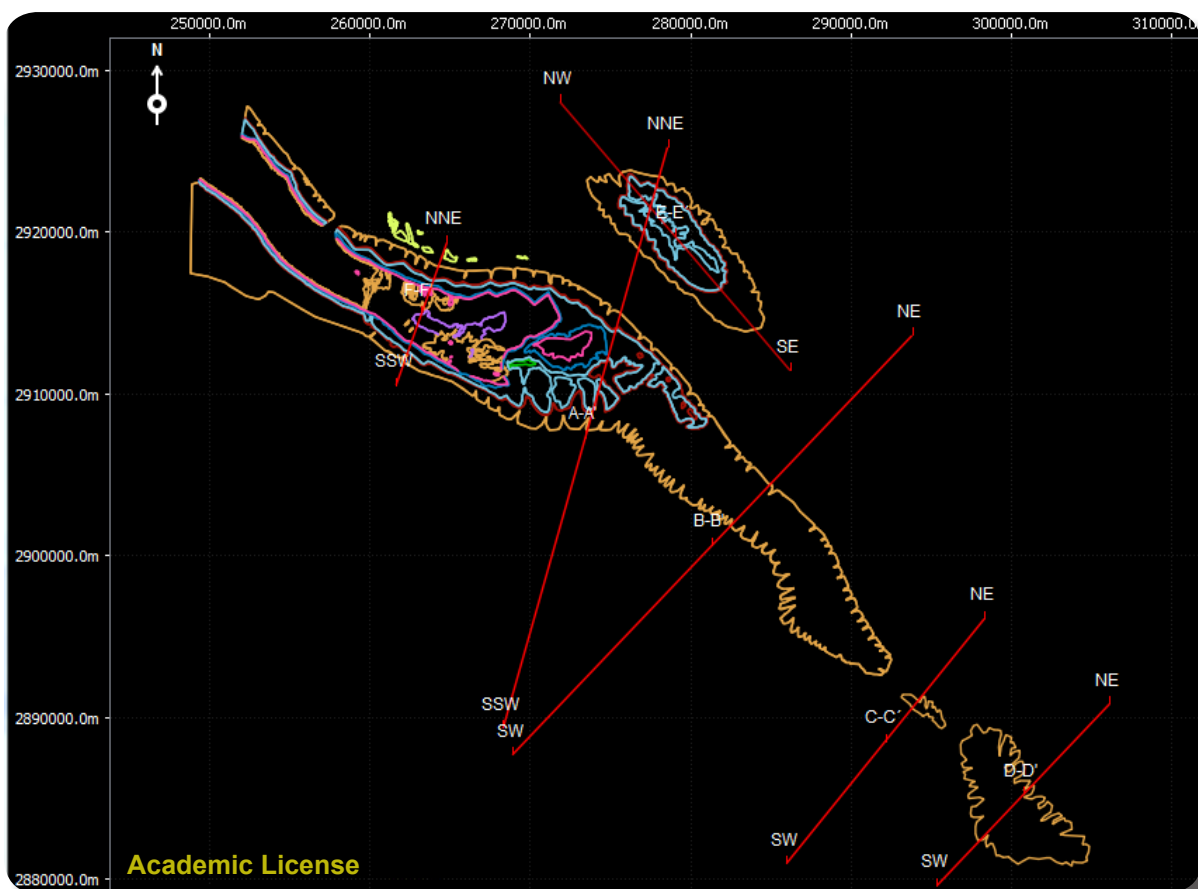 250000.0m 260000.0m 270000.0m 280000.0m 290000.0m 300000.0m 310000.0m
N
2930000.0m
NW
NNE
2920000.0m
E-E'
NNE
F-F'
NE
SE
SSW
2910000.0m
A-A'
B-B'
2900000.0m
NE
SSW
SW
C-C´
NE
2890000.0m
D-D´
SW
SW
2880000.0m
Academic License